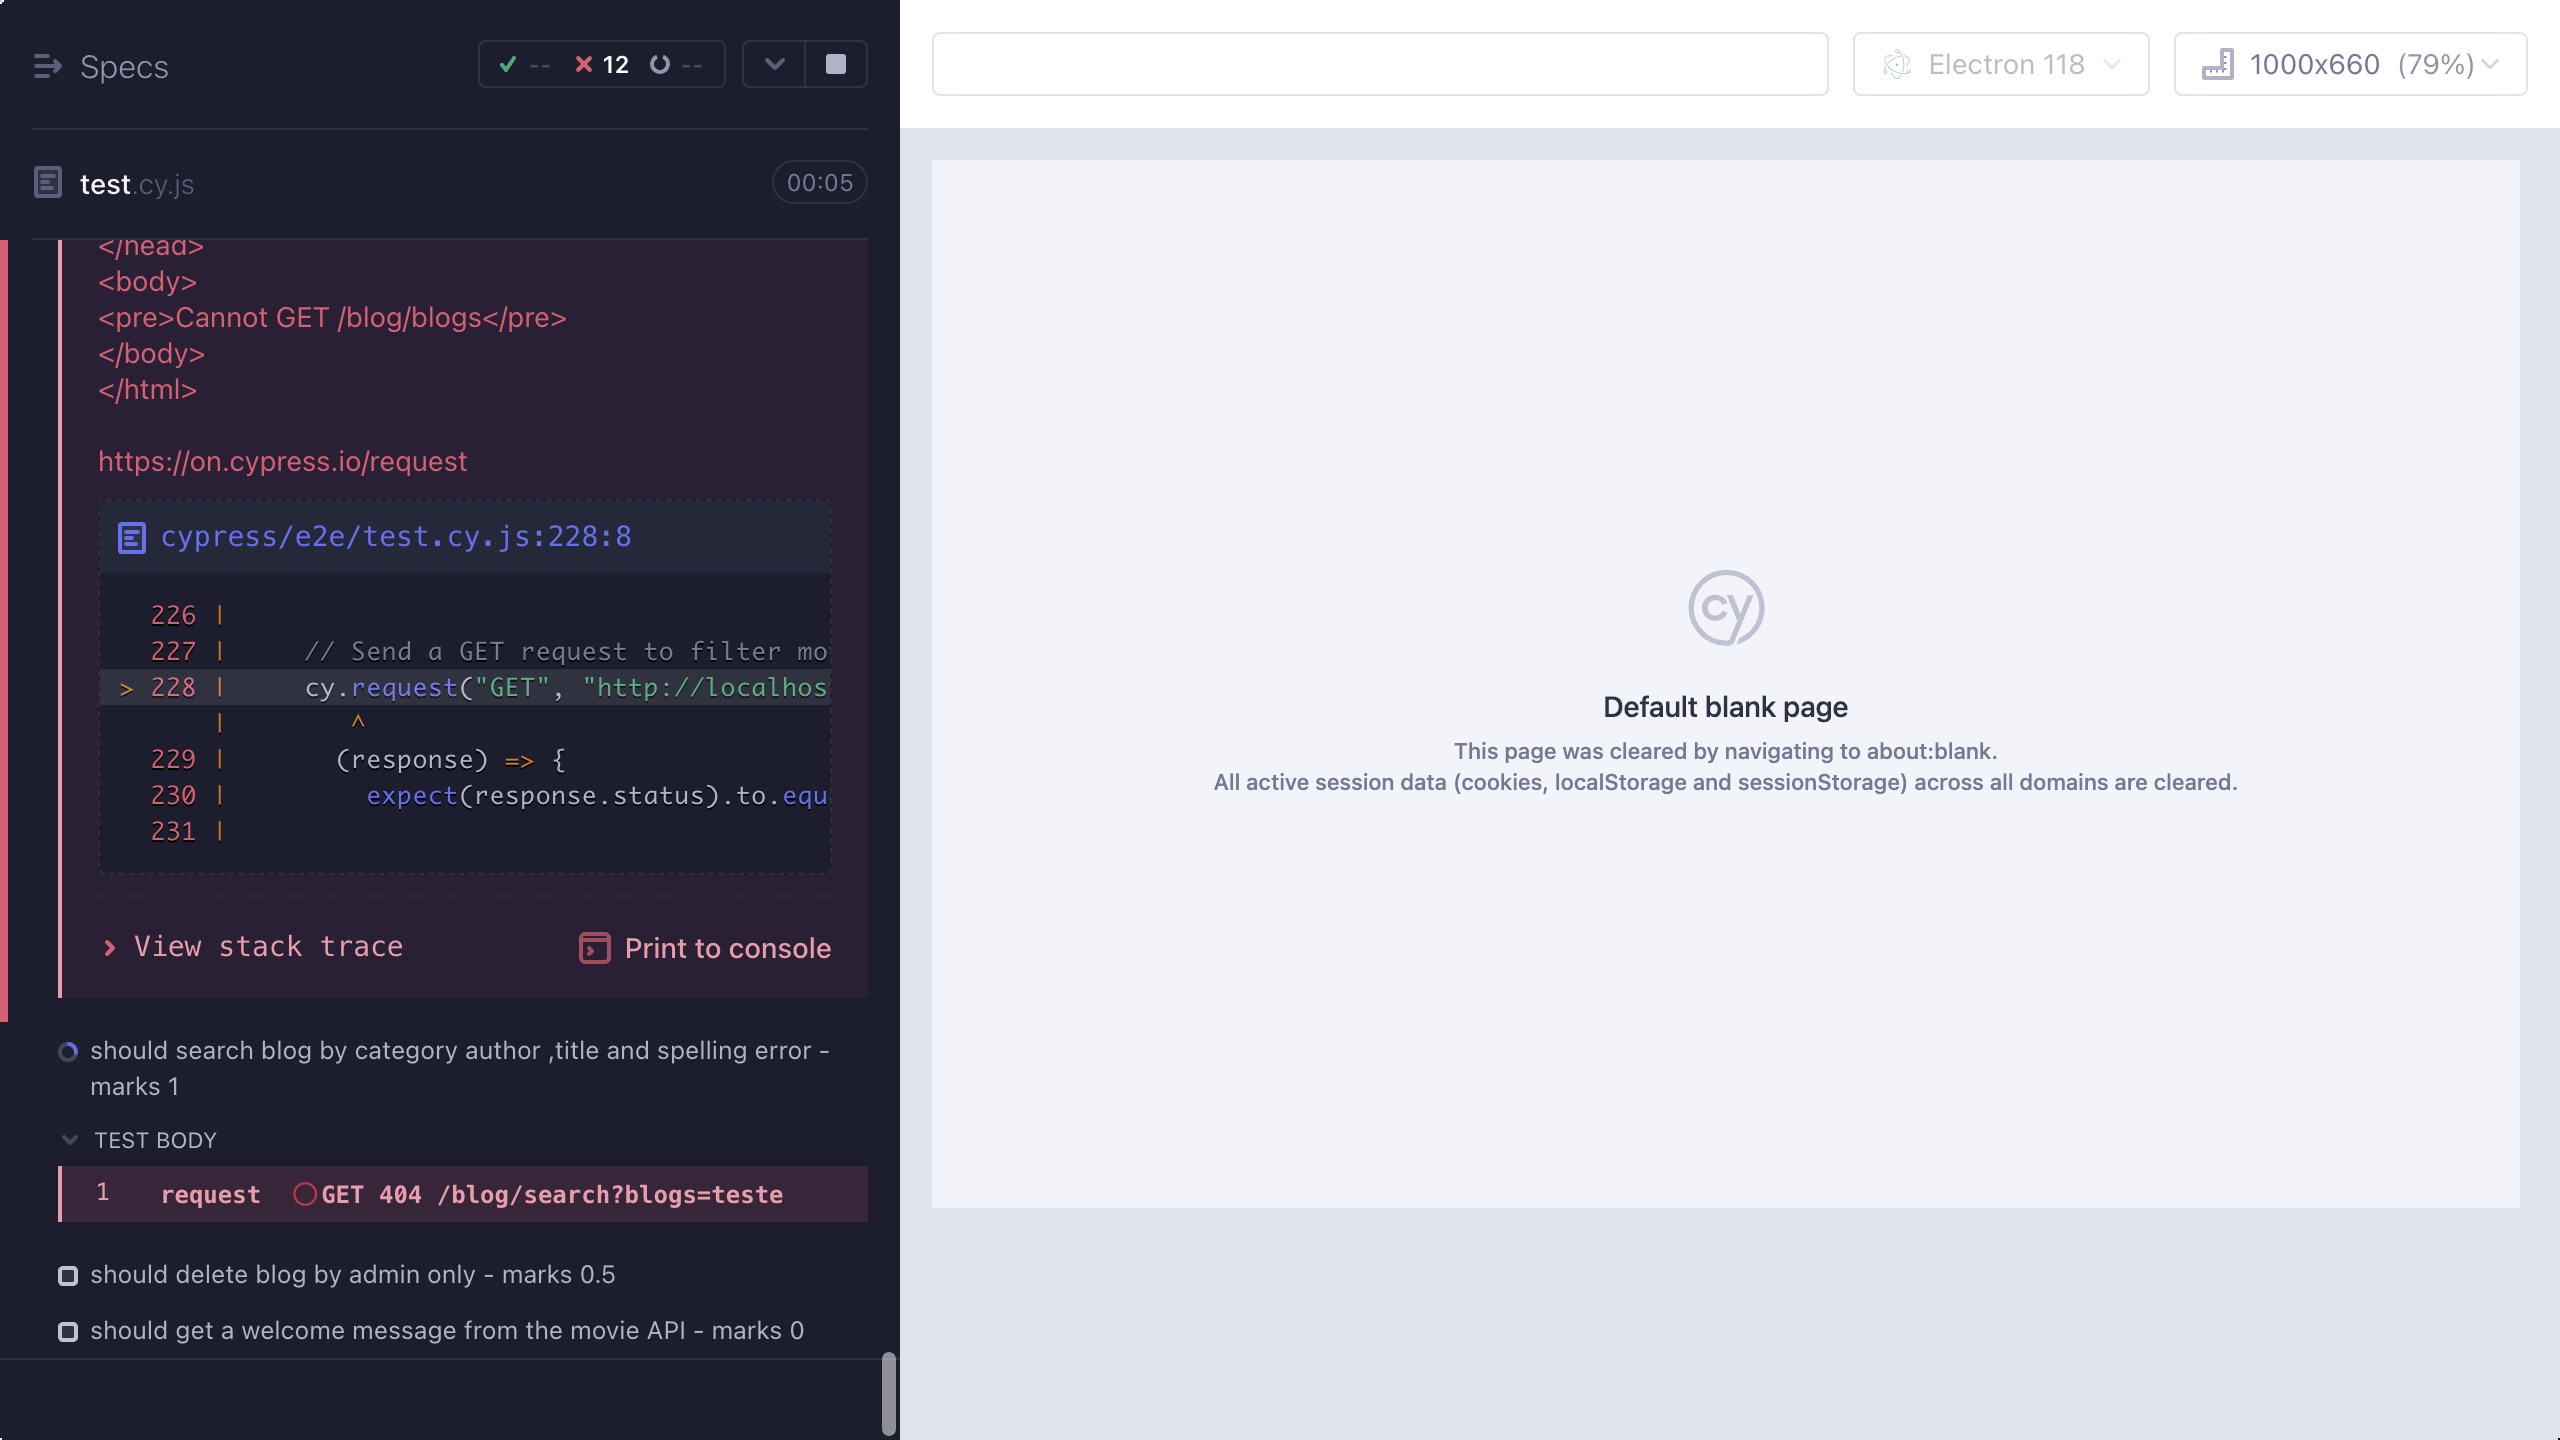 Specs
-- 12 --
test.cy.js
00:05
</head>
<body>
<pre>Cannot GET /blog/blogs</pre>
</body>
</html>
https://on.cypress.io/request
cypress/e2e/test.cy.js:228:8
226 |
227 | // Send a GET request to filter mo
> 228 | cy.request("GET", "http://localhos
| ^
229 | (response) => {
230 | expect(response.status).to.equ
231 |
View stack trace
Print to console
should search blog by category author ,title and spelling error -
marks 1
TEST BODY
1 request GET 404 /blog/search?blogs=teste
should delete blog by admin only - marks 0.5
should get a welcome message from the movie API - marks 0
Electron 118
1000x660 (79%)
cy
Default blank page
This page was cleared by navigating to about:blank.
All active session data (cookies, localStorage and sessionStorage) across all domains are cleared.